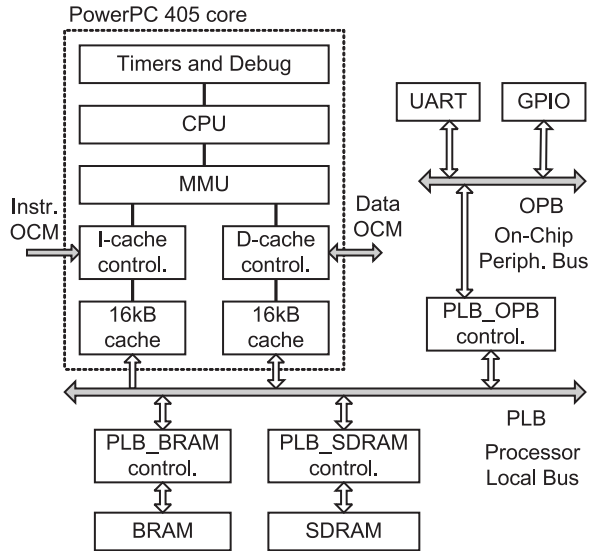 PowerPC 405 core
Timers and Debug
CPU
MMU
Instr.
OCM
I-cache
control.
D-cache
control.
Data
OCM
16kB
cache
16kB
cache
UART
GPIO
OPB
On-Chip
Periph. Bus
PLB_OPB
control.
PLB
Processor
Local Bus
PLB_BRAM
control.
PLB_SDRAM
control.
BRAM
SDRAM